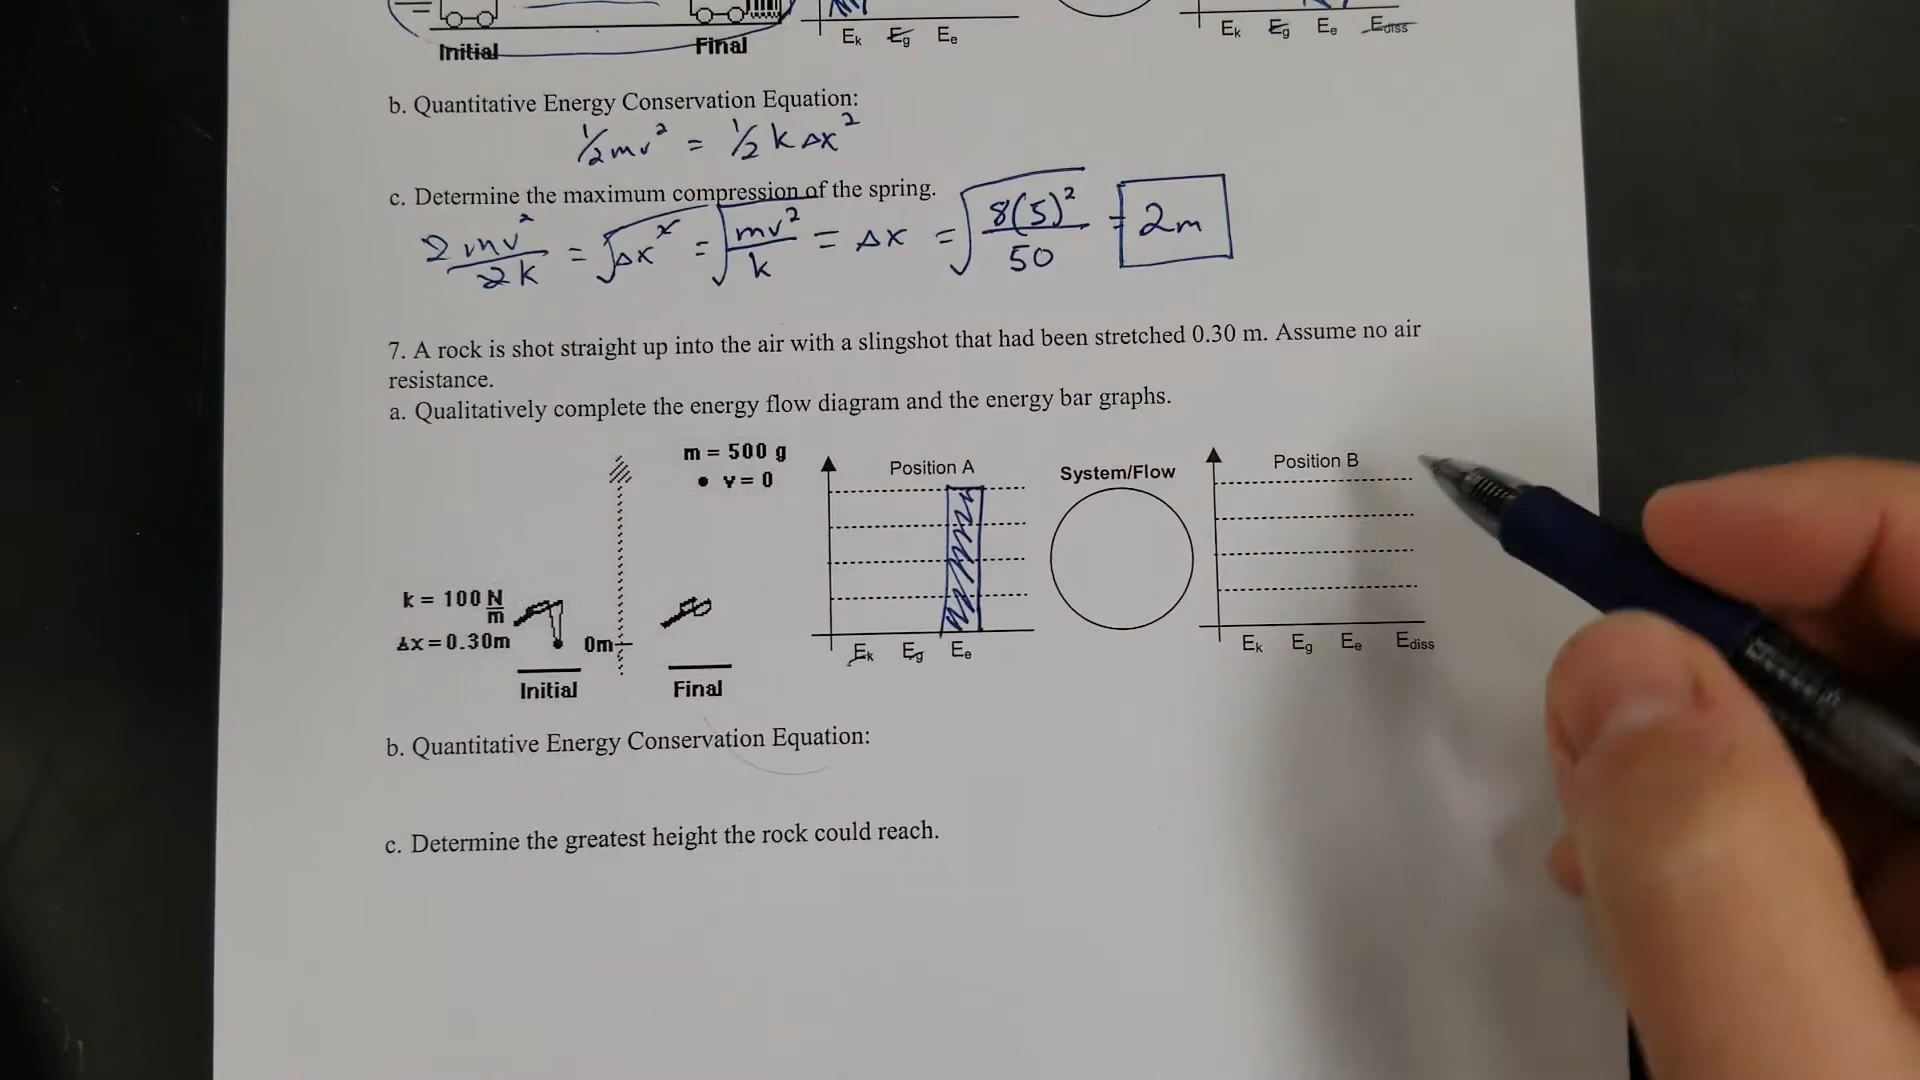 Initial Final
Ek Eg Ee
Ek Eg Ee Ediss
b. Quantitative Energy Conservation Equation:
1/2 mv² = 1/2 k Δx²
c. Determine the maximum compression of the spring.
2mv²/2k = √Δx² = √mv²/k = Δx = √8(5)²/50 = 2m
7. A rock is shot straight up into the air with a slingshot that had been stretched 0.30 m. Assume no air
resistance.
a. Qualitatively complete the energy flow diagram and the energy bar graphs.
m = 500 g
v = 0
k = 100 N/m
Δx = 0.30m
0m
Initial Final
Position A
Ek Eg Ee
System/Flow
Position B
Ek Eg Ee Ediss
b. Quantitative Energy Conservation Equation:
c. Determine the greatest height the rock could reach.